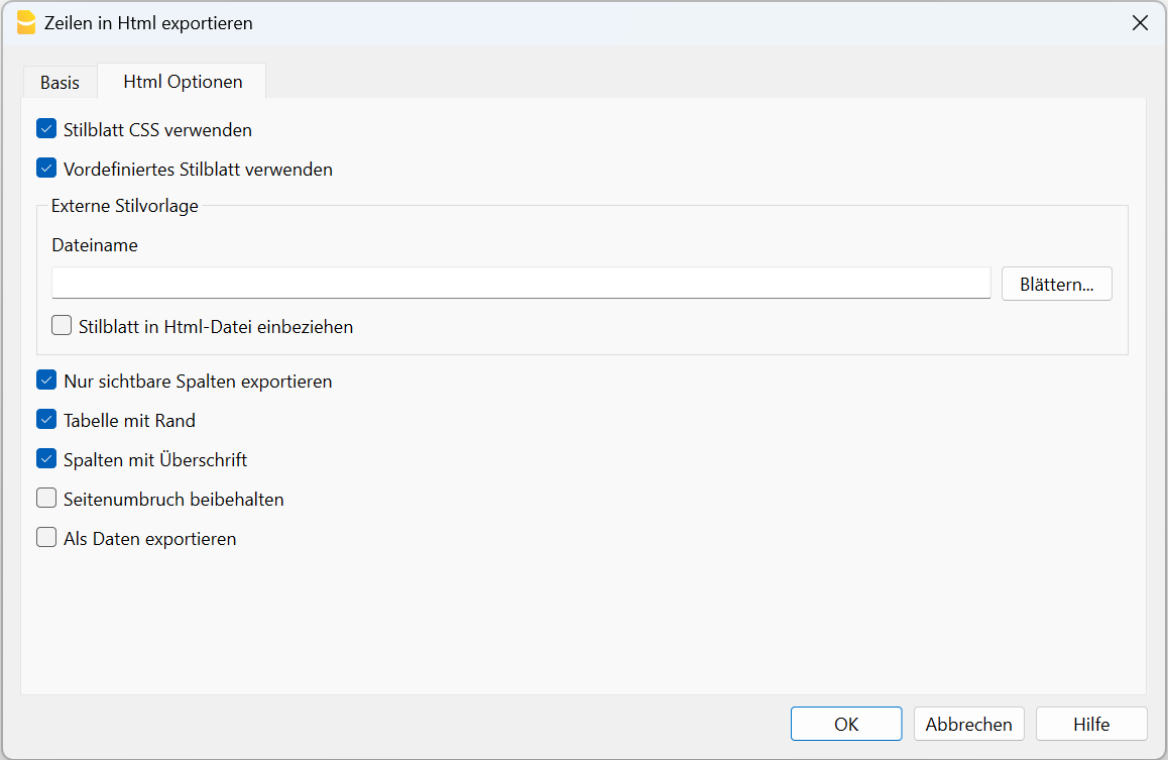 Zeilen in Html exportieren
Basis
Html Optionen
Stilblatt CSS verwenden
Vordefiniertes Stilblatt verwenden
Externe Stilvorlage
Dateiname
Blättern...
Stilblatt in Html-Datei einbeziehen
Nur sichtbare Spalten exportieren
Tabelle mit Rand
Spalten mit Überschrift
Seitenumbruch beibehalten
Als Daten exportieren
OK
Abbrechen
Hilfe